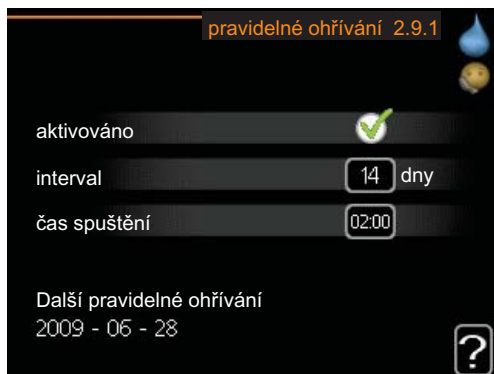 pravidelné ohřívání 2.9.1
aktivováno
interval 14 dny
čas spuštění 02:00
Další pravidelné ohřívání
2009 - 06 - 28
?